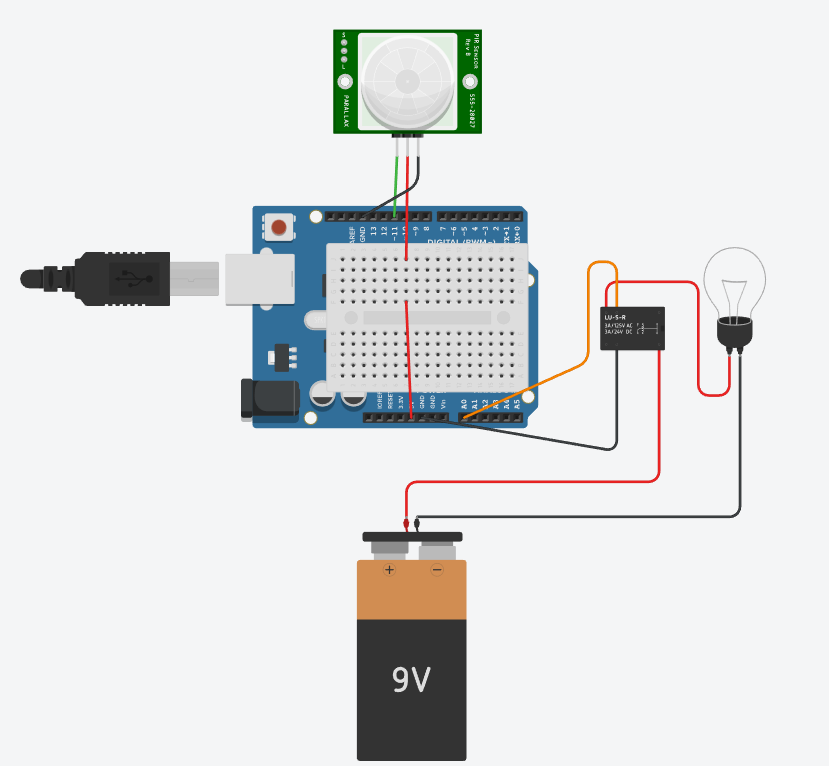 S
PIR SENSOR
REV B
L
PARALLAX
555-28027
AREF
GND
13
12
~11
~9
8
7
~6
~5
4
~3
2
TX→1
RX←0
DIGITAL (PWM~)
LU-5-R
3A/125V AC
3A/24V DC
IOREF
RESET
3.3V
GND
GND
Vin
A0
A1
A2
A3
A4
A5
+
−
9V